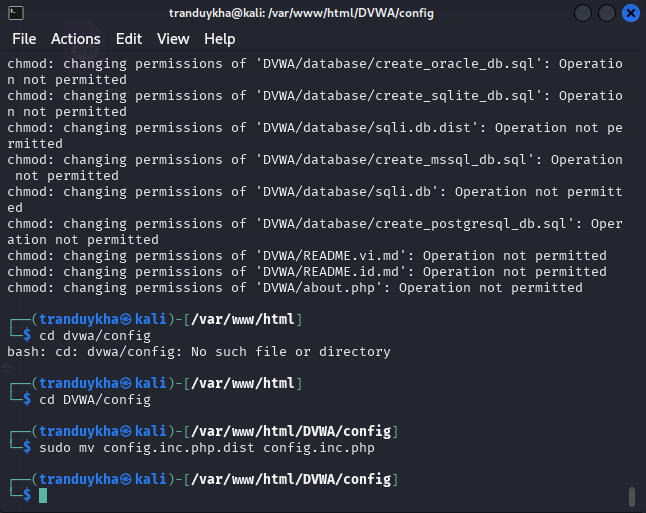 tranduykha@kali: /var/www/html/DVWA/config
File Actions Edit View Help
chmod: changing permissions of 'DVWA/database/create_oracle_db.sql': Operatio
n not permitted
chmod: changing permissions of 'DVWA/database/create_sqlite_db.sql': Operatio
n not permitted
chmod: changing permissions of 'DVWA/database/sqli.db.dist': Operation not pe
rmitted
chmod: changing permissions of 'DVWA/database/create_mssql_db.sql': Operation
 not permitted
chmod: changing permissions of 'DVWA/database/sqli.db': Operation not permitt
ed
chmod: changing permissions of 'DVWA/database/create_postgresql_db.sql': Oper
ation not permitted
chmod: changing permissions of 'DVWA/README.vi.md': Operation not permitted
chmod: changing permissions of 'DVWA/README.id.md': Operation not permitted
chmod: changing permissions of 'DVWA/about.php': Operation not permitted
┌──(tranduykha㉿kali)-[/var/www/html]
└─$ cd dvwa/config
bash: cd: dvwa/config: No such file or directory
┌──(tranduykha㉿kali)-[/var/www/html]
└─$ cd DVWA/config
┌──(tranduykha㉿kali)-[/var/www/html/DVWA/config]
└─$ sudo mv config.inc.php.dist config.inc.php
┌──(tranduykha㉿kali)-[/var/www/html/DVWA/config]
└─$